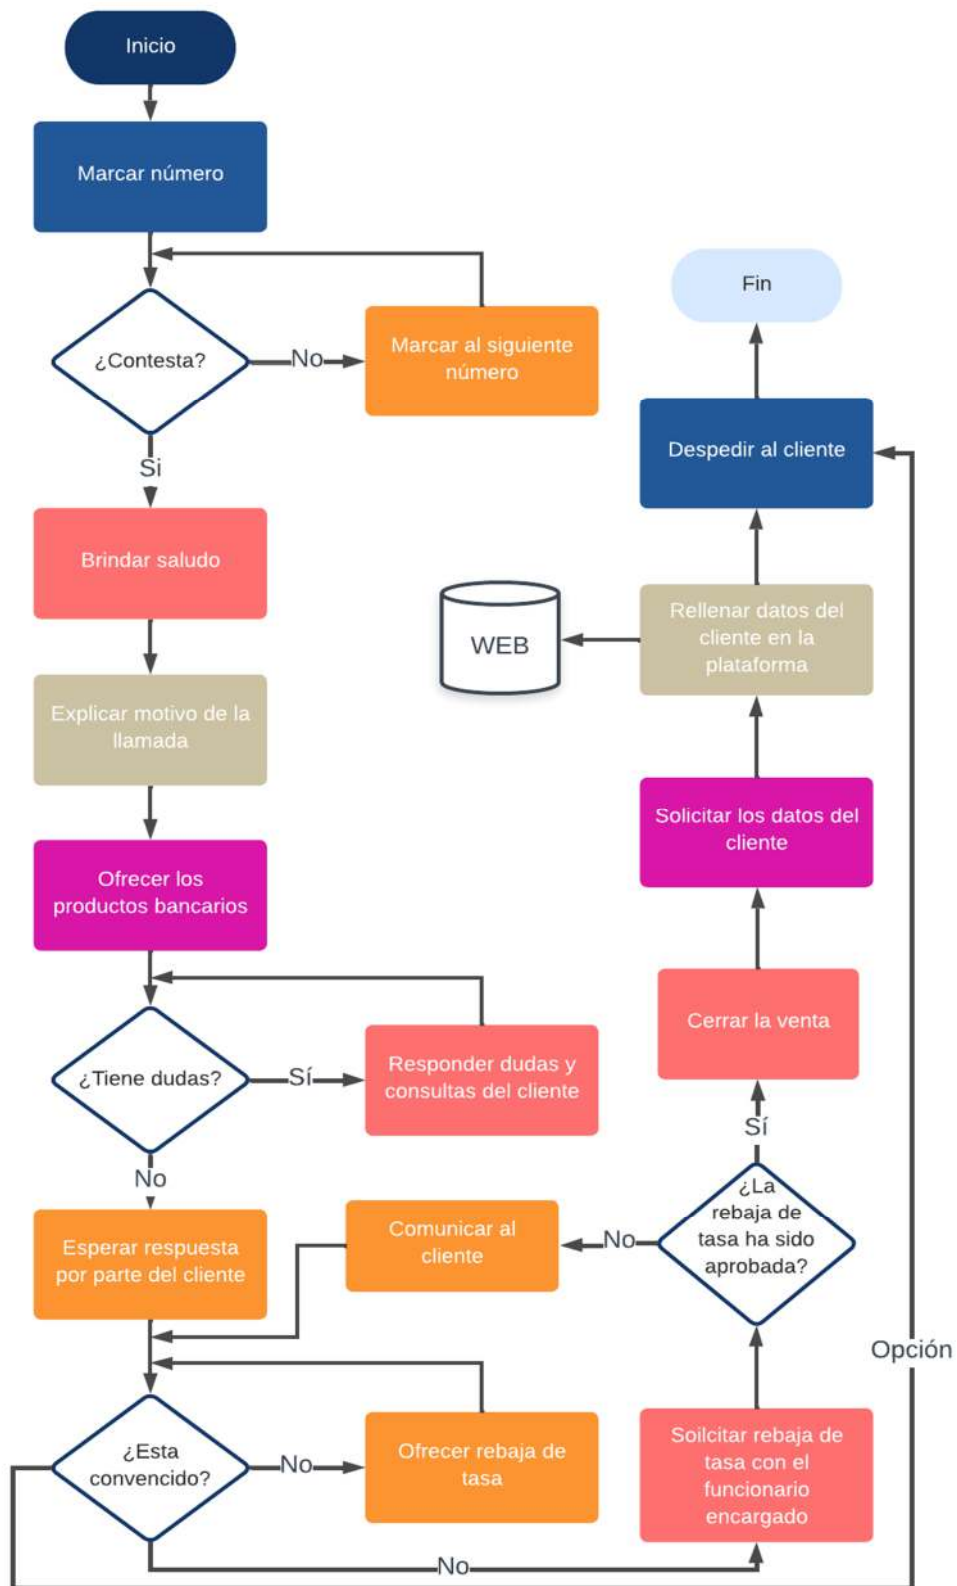 Inicio
Marcar número
¿Contesta?
No
Marcar al siguiente
número
Si
Brindar saludo
Explicar motivo de la
llamada
Ofrecer los
productos bancarios
¿Tiene dudas?
Sí
Responder dudas y
consultas del cliente
No
Esperar respuesta
por parte del cliente
¿Esta
convencido?
No
Ofrecer rebaja de
tasa
No
Soilcitar rebaja de
tasa con el
funcionario
encargado
¿La
rebaja de
tasa ha sido
aprobada?
No
Comunicar al
cliente
Sí
Cerrar la venta
Solicitar los datos del
cliente
Rellenar datos del
cliente en la
plataforma
WEB
Despedir al cliente
Opción
Fin